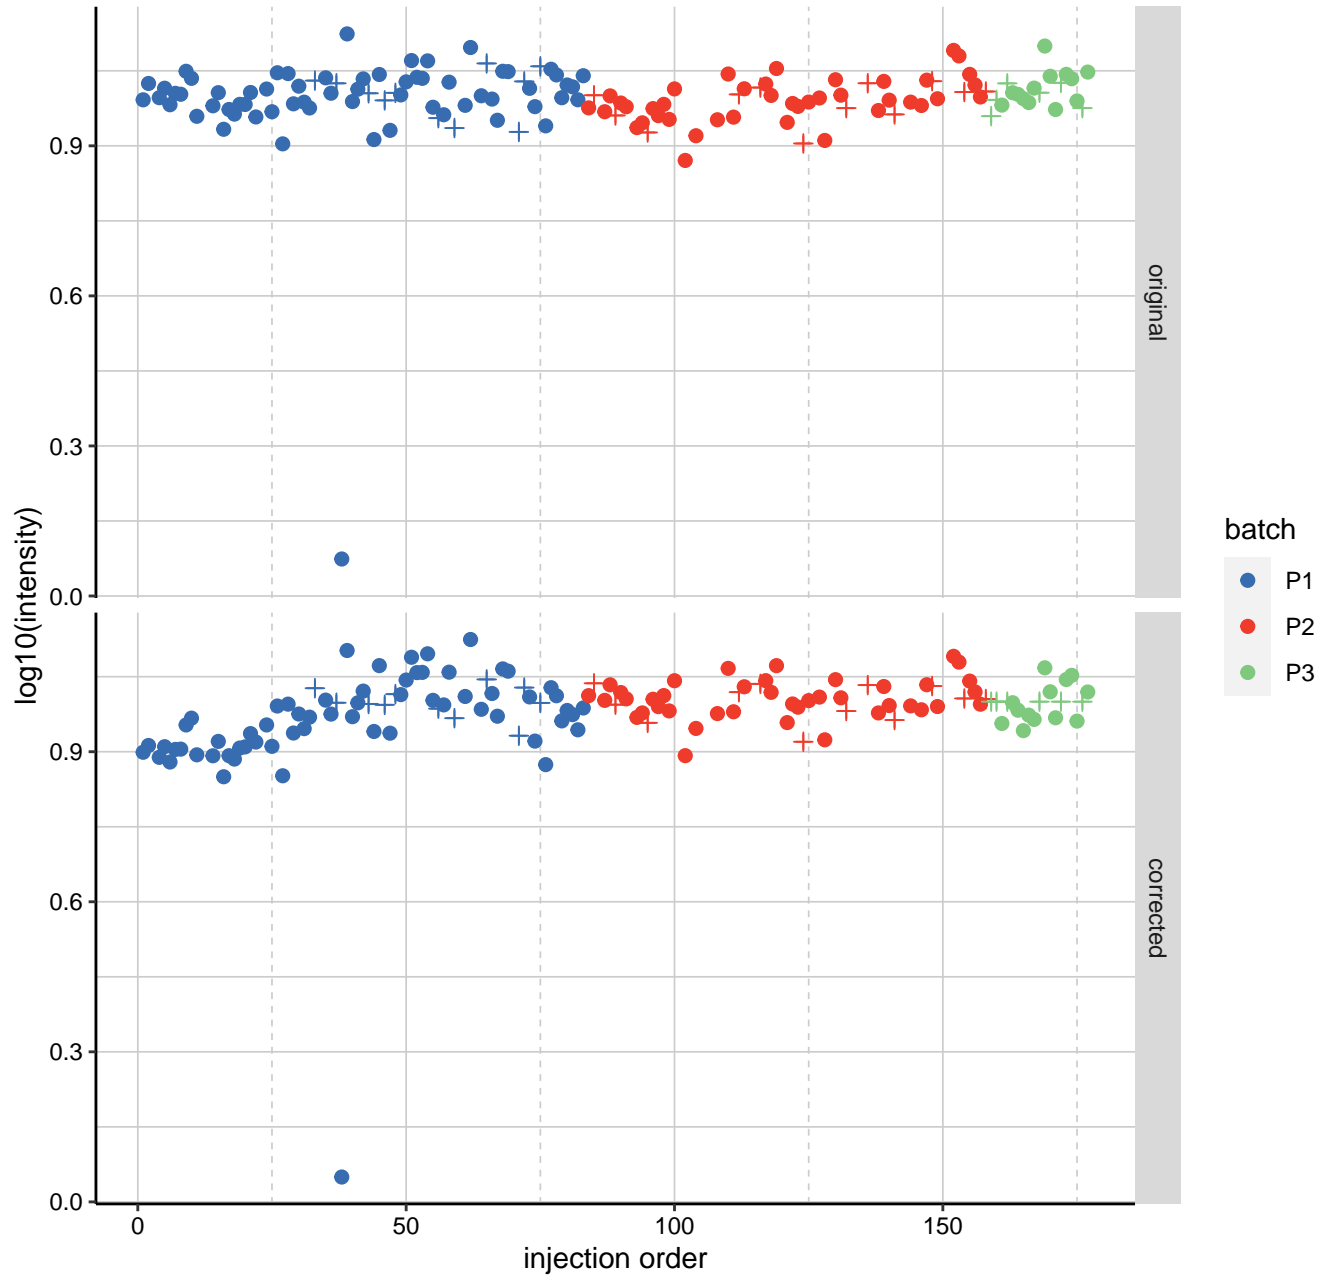 log10(intensity)
0.9
0.6
0.3
0.0
original
0.9
0.6
0.3
0.0
corrected
0
50
100
150
injection order
batch
P1
P2
P3